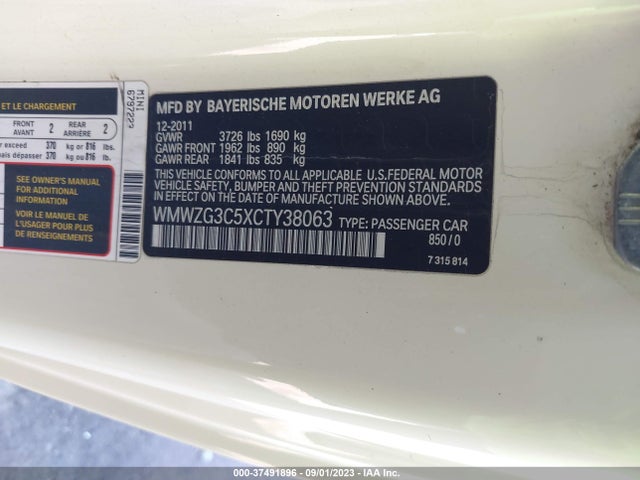 ET LE CHARGEMENT
FRONT
AVANT 2 REAR
ARRIÈRE 2
exceed 370 kg or 816 lbs.
mais dépasser 370 kg ou 816 lb.
SEE OWNER'S MANUAL
FOR ADDITIONAL
INFORMATION
VOIR LE MANUEL DE
L'USAGER POUR PLUS
DE RENSEIGNEMENTS
MINI
6797223
MFD BY BAYERISCHE MOTOREN WERKE AG
12-2011
GVWR 3726 lbs 1690 kg
GAWR FRONT 1962 lbs 890 kg
GAWR REAR 1841 lbs 835 kg
THIS VEHICLE CONFORMS TO ALL APPLICABLE U.S.FEDERAL MOTOR
VEHICLE SAFETY, BUMPER AND THEFT PREVENTION STANDARDS
IN EFFECT ON THE DATE OF MANUFACTURE SHOWN ABOVE.
WMWZG3C5XCTY38063 TYPE: PASSENGER CAR
850/0
7 315 814
000-37491896 - 09/01/2023 - IAA Inc.